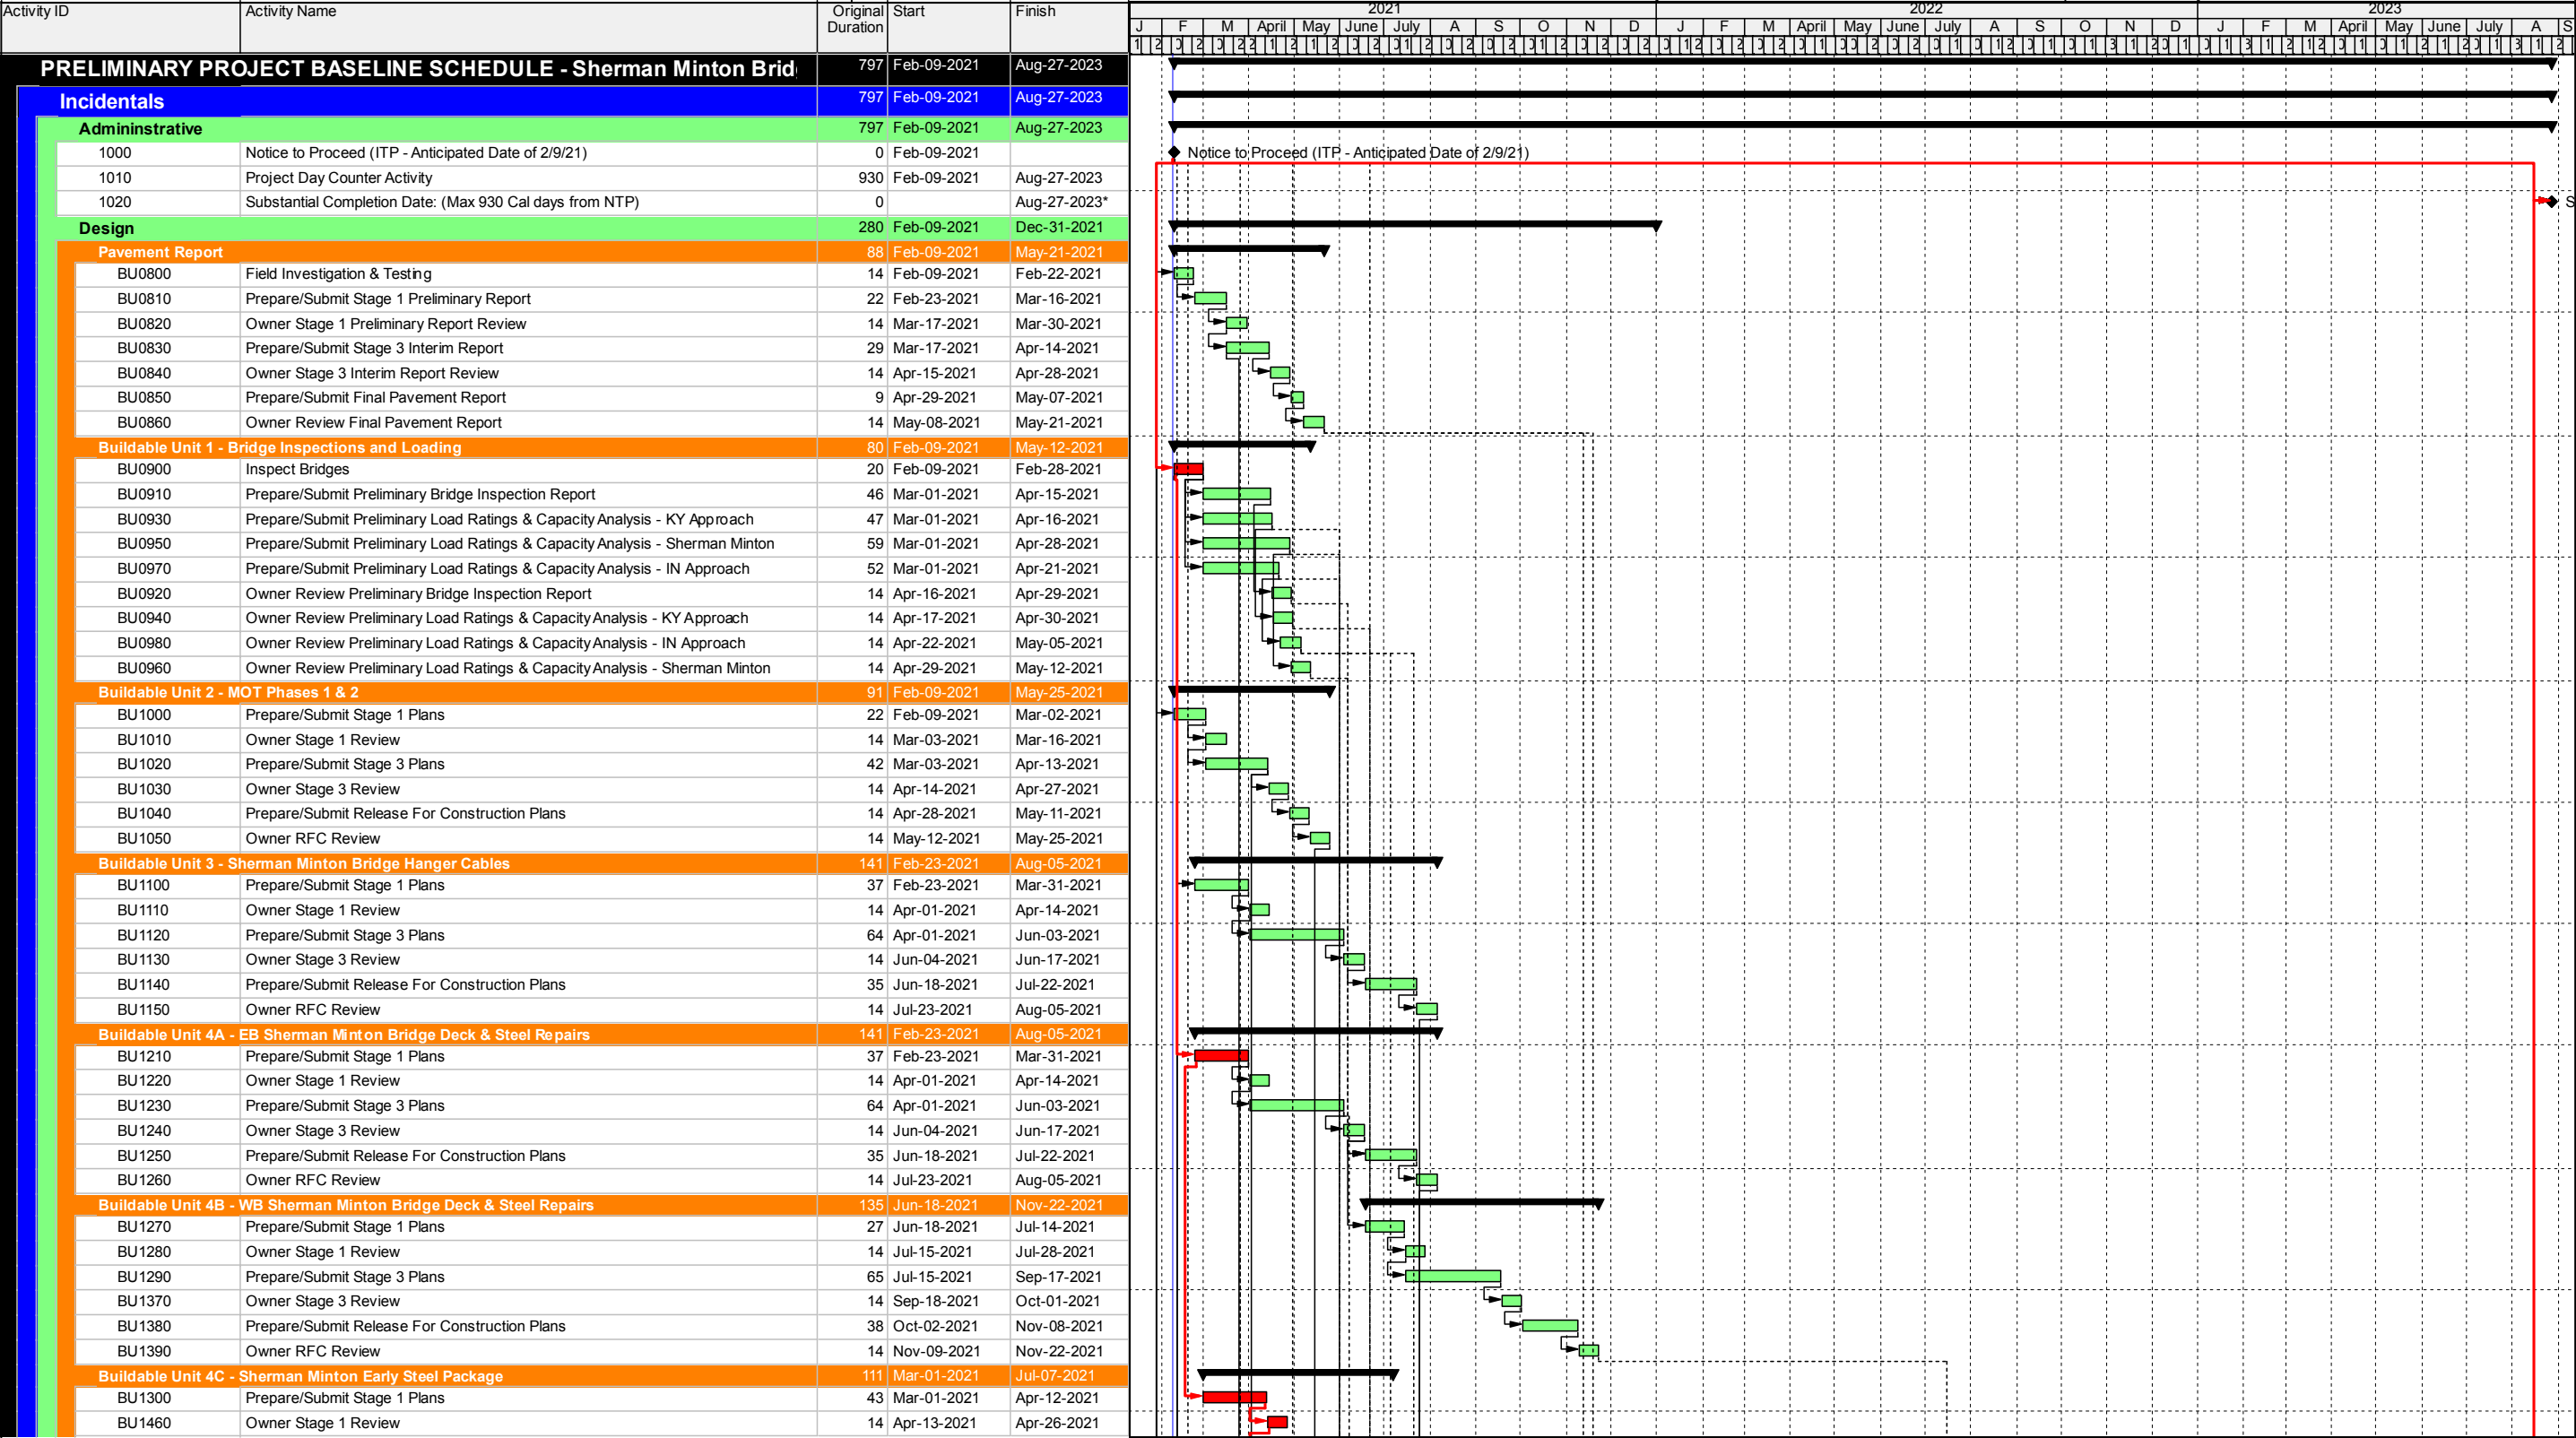 Activity ID Activity Name Original Duration Start Finish
2021 2022 2023
J F M April May June July A S O N D J F M April May June July A S O N D J F M April May June July A S
PRELIMINARY PROJECT BASELINE SCHEDULE - Sherman Minton Brid 797 Feb-09-2021 Aug-27-2023
Incidentals 797 Feb-09-2021 Aug-27-2023
Admininstrative 797 Feb-09-2021 Aug-27-2023
1000 Notice to Proceed (ITP - Anticipated Date of 2/9/21) 0 Feb-09-2021 Notice to Proceed (ITP - Anticipated Date of 2/9/21)
1010 Project Day Counter Activity 930 Feb-09-2021 Aug-27-2023
1020 Substantial Completion Date: (Max 930 Cal days from NTP) 0 Aug-27-2023* S
Design 280 Feb-09-2021 Dec-31-2021
Pavement Report 88 Feb-09-2021 May-21-2021
BU0800 Field Investigation & Testing 14 Feb-09-2021 Feb-22-2021
BU0810 Prepare/Submit Stage 1 Preliminary Report 22 Feb-23-2021 Mar-16-2021
BU0820 Owner Stage 1 Preliminary Report Review 14 Mar-17-2021 Mar-30-2021
BU0830 Prepare/Submit Stage 3 Interim Report 29 Mar-17-2021 Apr-14-2021
BU0840 Owner Stage 3 Interim Report Review 14 Apr-15-2021 Apr-28-2021
BU0850 Prepare/Submit Final Pavement Report 9 Apr-29-2021 May-07-2021
BU0860 Owner Review Final Pavement Report 14 May-08-2021 May-21-2021
Buildable Unit 1 - Bridge Inspections and Loading 80 Feb-09-2021 May-12-2021
BU0900 Inspect Bridges 20 Feb-09-2021 Feb-28-2021
BU0910 Prepare/Submit Preliminary Bridge Inspection Report 46 Mar-01-2021 Apr-15-2021
BU0930 Prepare/Submit Preliminary Load Ratings & Capacity Analysis - KY Approach 47 Mar-01-2021 Apr-16-2021
BU0950 Prepare/Submit Preliminary Load Ratings & Capacity Analysis - Sherman Minton 59 Mar-01-2021 Apr-28-2021
BU0970 Prepare/Submit Preliminary Load Ratings & Capacity Analysis - IN Approach 52 Mar-01-2021 Apr-21-2021
BU0920 Owner Review Preliminary Bridge Inspection Report 14 Apr-16-2021 Apr-29-2021
BU0940 Owner Review Preliminary Load Ratings & Capacity Analysis - KY Approach 14 Apr-17-2021 Apr-30-2021
BU0980 Owner Review Preliminary Load Ratings & Capacity Analysis - IN Approach 14 Apr-22-2021 May-05-2021
BU0960 Owner Review Preliminary Load Ratings & Capacity Analysis - Sherman Minton 14 Apr-29-2021 May-12-2021
Buildable Unit 2 - MOT Phases 1 & 2 91 Feb-09-2021 May-25-2021
BU1000 Prepare/Submit Stage 1 Plans 22 Feb-09-2021 Mar-02-2021
BU1010 Owner Stage 1 Review 14 Mar-03-2021 Mar-16-2021
BU1020 Prepare/Submit Stage 3 Plans 42 Mar-03-2021 Apr-13-2021
BU1030 Owner Stage 3 Review 14 Apr-14-2021 Apr-27-2021
BU1040 Prepare/Submit Release For Construction Plans 14 Apr-28-2021 May-11-2021
BU1050 Owner RFC Review 14 May-12-2021 May-25-2021
Buildable Unit 3 - Sherman Minton Bridge Hanger Cables 141 Feb-23-2021 Aug-05-2021
BU1100 Prepare/Submit Stage 1 Plans 37 Feb-23-2021 Mar-31-2021
BU1110 Owner Stage 1 Review 14 Apr-01-2021 Apr-14-2021
BU1120 Prepare/Submit Stage 3 Plans 64 Apr-01-2021 Jun-03-2021
BU1130 Owner Stage 3 Review 14 Jun-04-2021 Jun-17-2021
BU1140 Prepare/Submit Release For Construction Plans 35 Jun-18-2021 Jul-22-2021
BU1150 Owner RFC Review 14 Jul-23-2021 Aug-05-2021
Buildable Unit 4A - EB Sherman Minton Bridge Deck & Steel Repairs 141 Feb-23-2021 Aug-05-2021
BU1210 Prepare/Submit Stage 1 Plans 37 Feb-23-2021 Mar-31-2021
BU1220 Owner Stage 1 Review 14 Apr-01-2021 Apr-14-2021
BU1230 Prepare/Submit Stage 3 Plans 64 Apr-01-2021 Jun-03-2021
BU1240 Owner Stage 3 Review 14 Jun-04-2021 Jun-17-2021
BU1250 Prepare/Submit Release For Construction Plans 35 Jun-18-2021 Jul-22-2021
BU1260 Owner RFC Review 14 Jul-23-2021 Aug-05-2021
Buildable Unit 4B - WB Sherman Minton Bridge Deck & Steel Repairs 135 Jun-18-2021 Nov-22-2021
BU1270 Prepare/Submit Stage 1 Plans 27 Jun-18-2021 Jul-14-2021
BU1280 Owner Stage 1 Review 14 Jul-15-2021 Jul-28-2021
BU1290 Prepare/Submit Stage 3 Plans 65 Jul-15-2021 Sep-17-2021
BU1370 Owner Stage 3 Review 14 Sep-18-2021 Oct-01-2021
BU1380 Prepare/Submit Release For Construction Plans 38 Oct-02-2021 Nov-08-2021
BU1390 Owner RFC Review 14 Nov-09-2021 Nov-22-2021
Buildable Unit 4C - Sherman Minton Early Steel Package 111 Mar-01-2021 Jul-07-2021
BU1300 Prepare/Submit Stage 1 Plans 43 Mar-01-2021 Apr-12-2021
BU1460 Owner Stage 1 Review 14 Apr-13-2021 Apr-26-2021